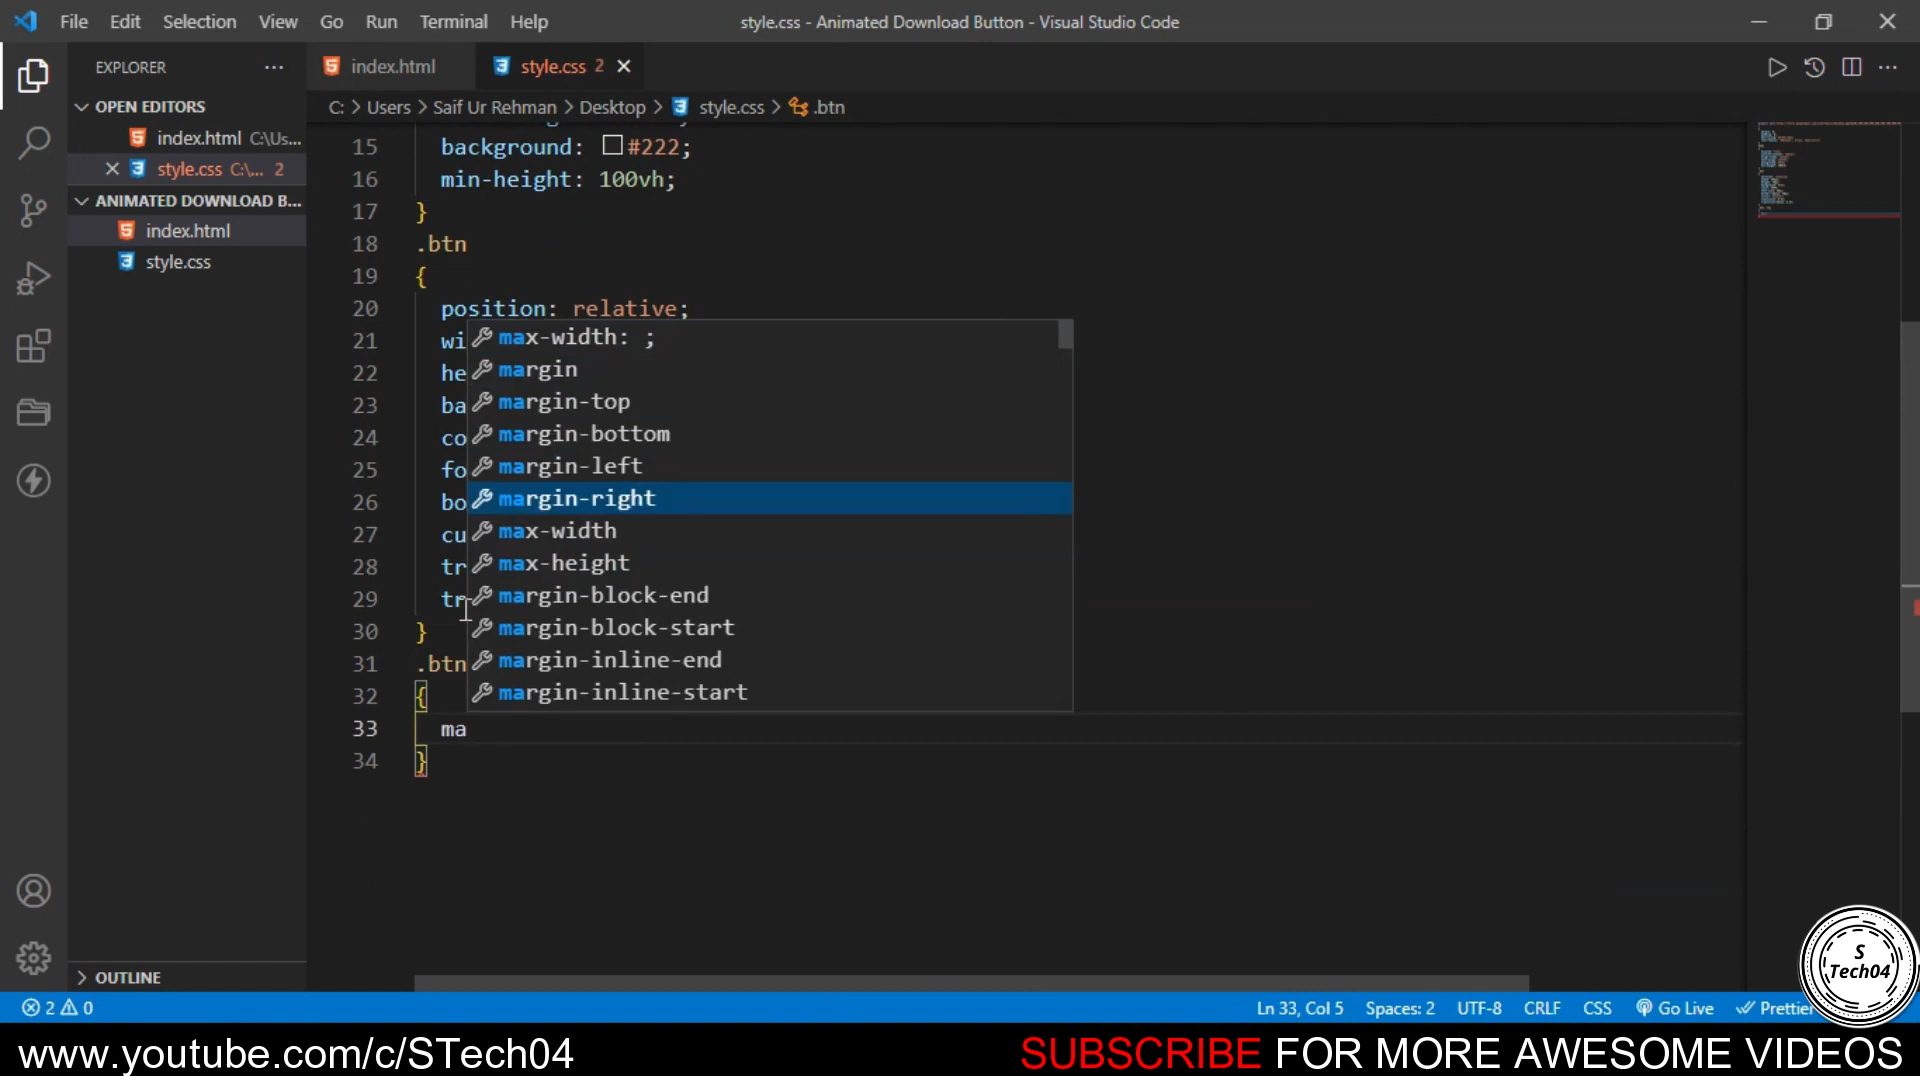 File Edit Selection View Go Run Terminal Help
style.css - Animated Download Button - Visual Studio Code
EXPLORER
index.html
style.css 2
OPEN EDITORS
index.html C:\Us...
style.css C:\... 2
ANIMATED DOWNLOAD B...
index.html
style.css
OUTLINE
C: > Users > Saif Ur Rehman > Desktop > style.css > .btn
15 background: #222;
16 min-height: 100vh;
17 }
18 .btn
19 {
20 position: relative;
21 wi
22 he
23 ba
24 co
25 fo
26 bo
27 cu
28 tr
29 tr
30 }
31 .btn
32 {
33 ma
34 }
max-width: ;
margin
margin-top
margin-bottom
margin-left
margin-right
max-width
max-height
margin-block-end
margin-block-start
margin-inline-end
margin-inline-start
2 0
Ln 33, Col 5 Spaces: 2 UTF-8 CRLF CSS Go Live Prettier
S
Tech04
www.youtube.com/c/STech04
SUBSCRIBE FOR MORE AWESOME VIDEOS